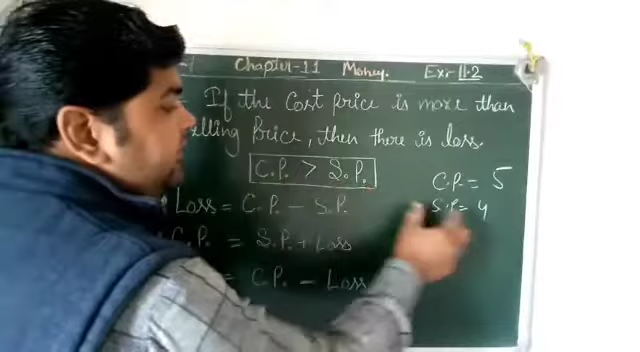 Chapter-11 Money. Exr 11.2
If the Cost price is more than
elling Price, then there is loss.
C.P. > S.P.
C.P. = 5
S.P = 4
Loss = C.P. - S.P.
C.P. = S.P. + Loss
= C.P. - Loss